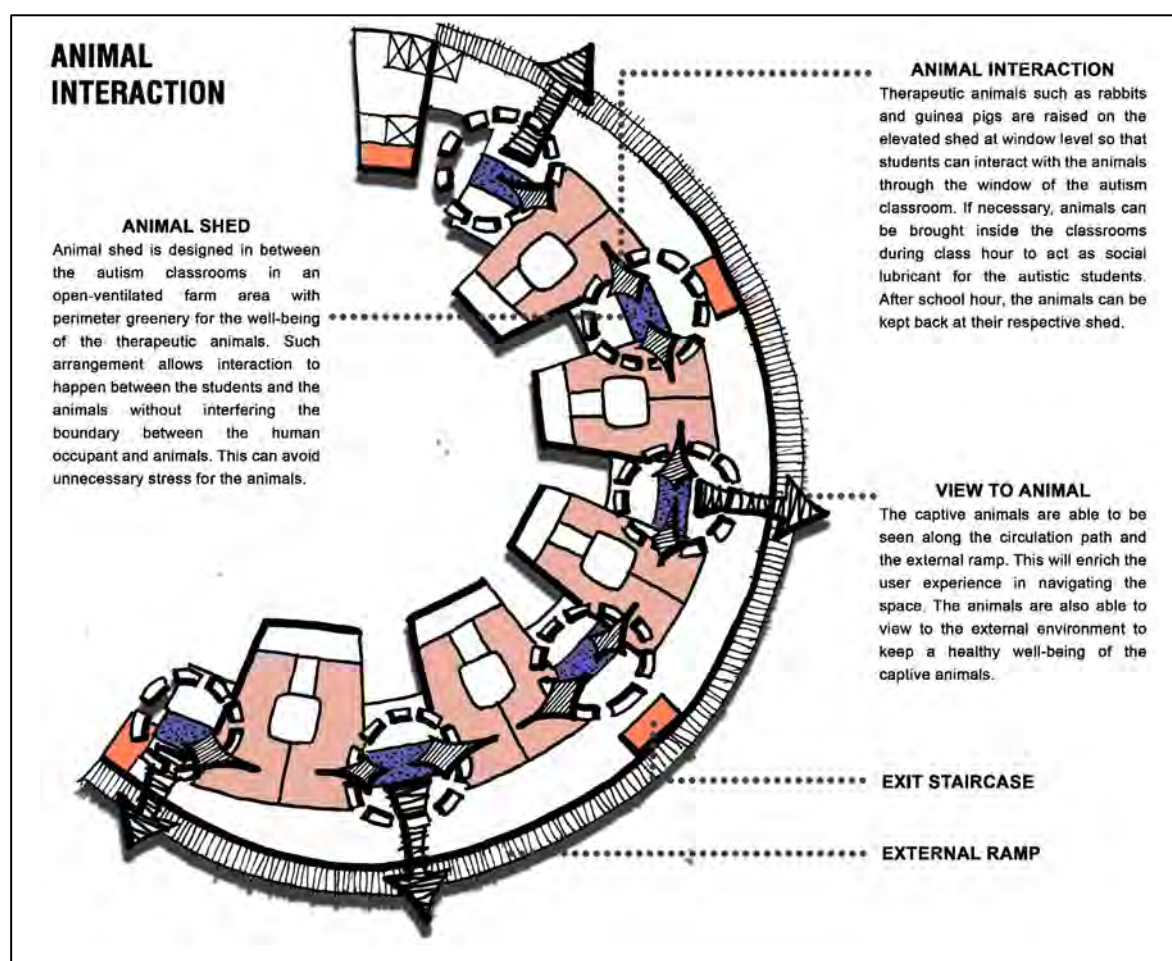 ANIMAL
INTERACTION
ANIMAL SHED
Animal shed is designed in between
the autism classrooms in an
open-ventilated farm area with
perimeter greenery for the well-being
of the therapeutic animals. Such
arrangement allows interaction to
happen between the students and the
animals without interfering the
boundary between the human
occupant and animals. This can avoid
unnecessary stress for the animals.
ANIMAL INTERACTION
Therapeutic animals such as rabbits
and guinea pigs are raised on the
elevated shed at window level so that
students can interact with the animals
through the window of the autism
classroom. If necessary, animals can
be brought inside the classrooms
during class hour to act as social
lubricant for the autistic students.
After school hour, the animals can be
kept back at their respective shed.
VIEW TO ANIMAL
The captive animals are able to be
seen along the circulation path and
the external ramp. This will enrich the
user experience in navigating the
space. The animals are also able to
view to the external environment to
keep a healthy well-being of the
captive animals.
EXIT STAIRCASE
EXTERNAL RAMP